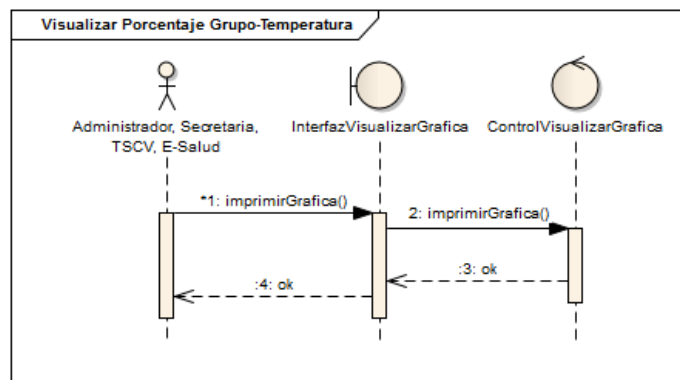 Visualizar Porcentaje Grupo-Temperatura
Administrador, Secretaria,
TSCV, E-Salud
InterfazVisualizarGrafica
ControlVisualizarGrafica
*1: imprimirGrafica()
2: imprimirGrafica()
:3: ok
:4: ok